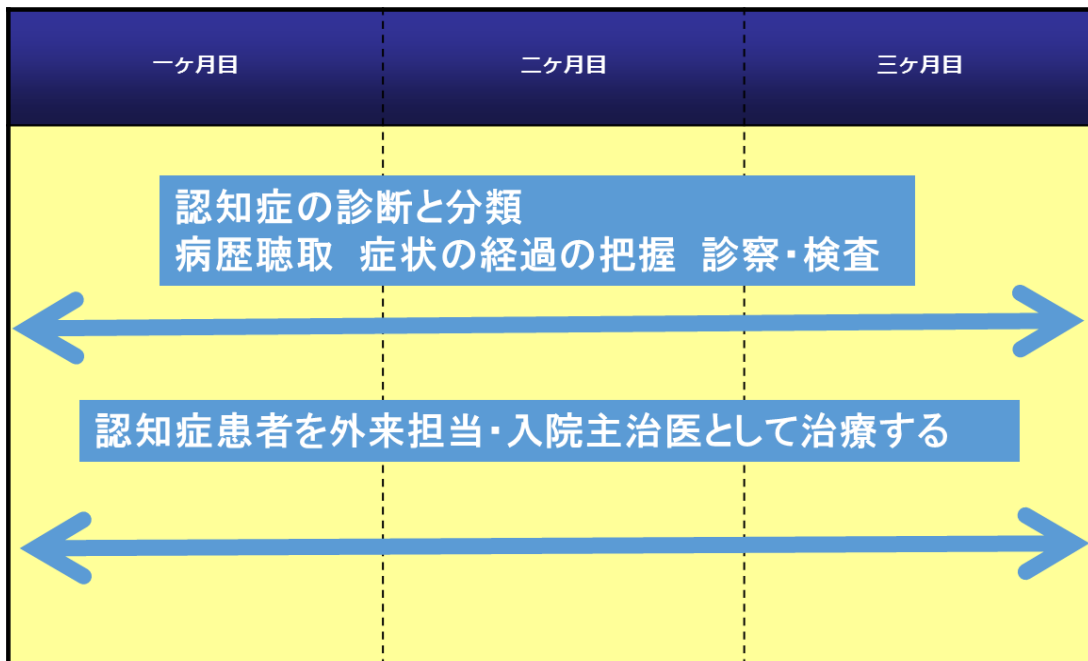 一ヶ月目
二ヶ月目
三ヶ月目
認知症の診断と分類
病歴聴取 症状の経過の把握 診察・検査
認知症患者を外来担当・入院主治医として治療する